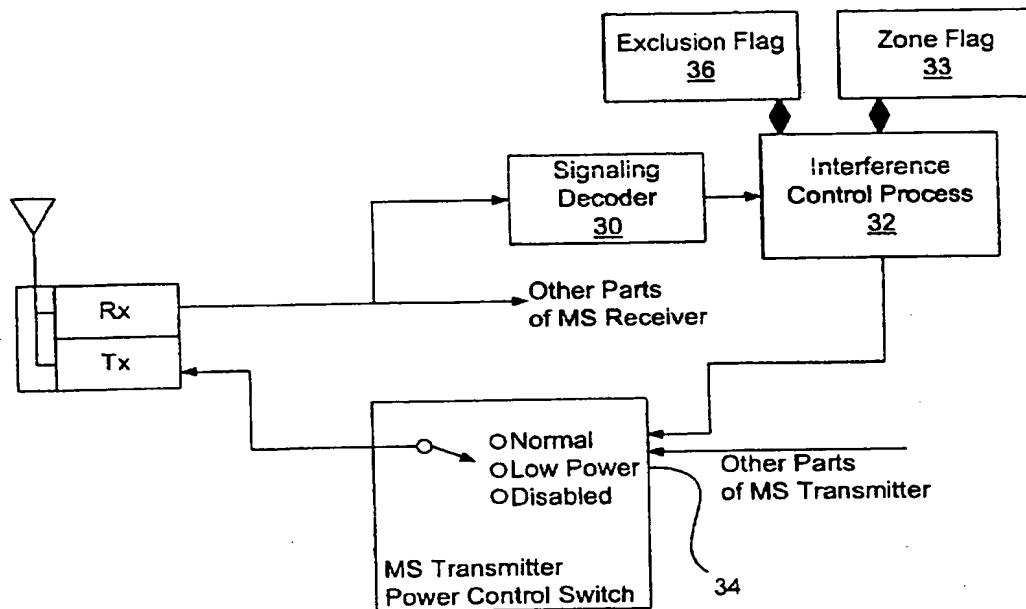 Exclusion Flag
36
Zone Flag
33
Signaling
Decoder
30
Interference
Control Process
32
Rx
Tx
Other Parts
of MS Receiver
Normal
Low Power
Disabled
Other Parts
of MS Transmitter
MS Transmitter
Power Control Switch
34